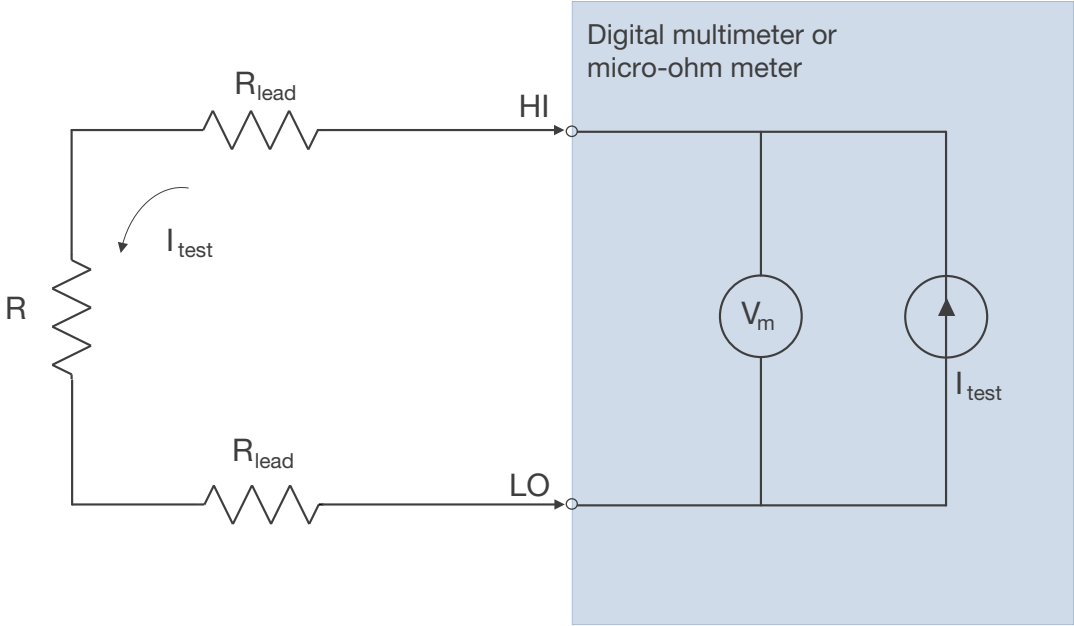 Digital multimeter or
micro-ohm meter
Rlead
HI
Itest
R
Vm
Itest
Rlead
LO